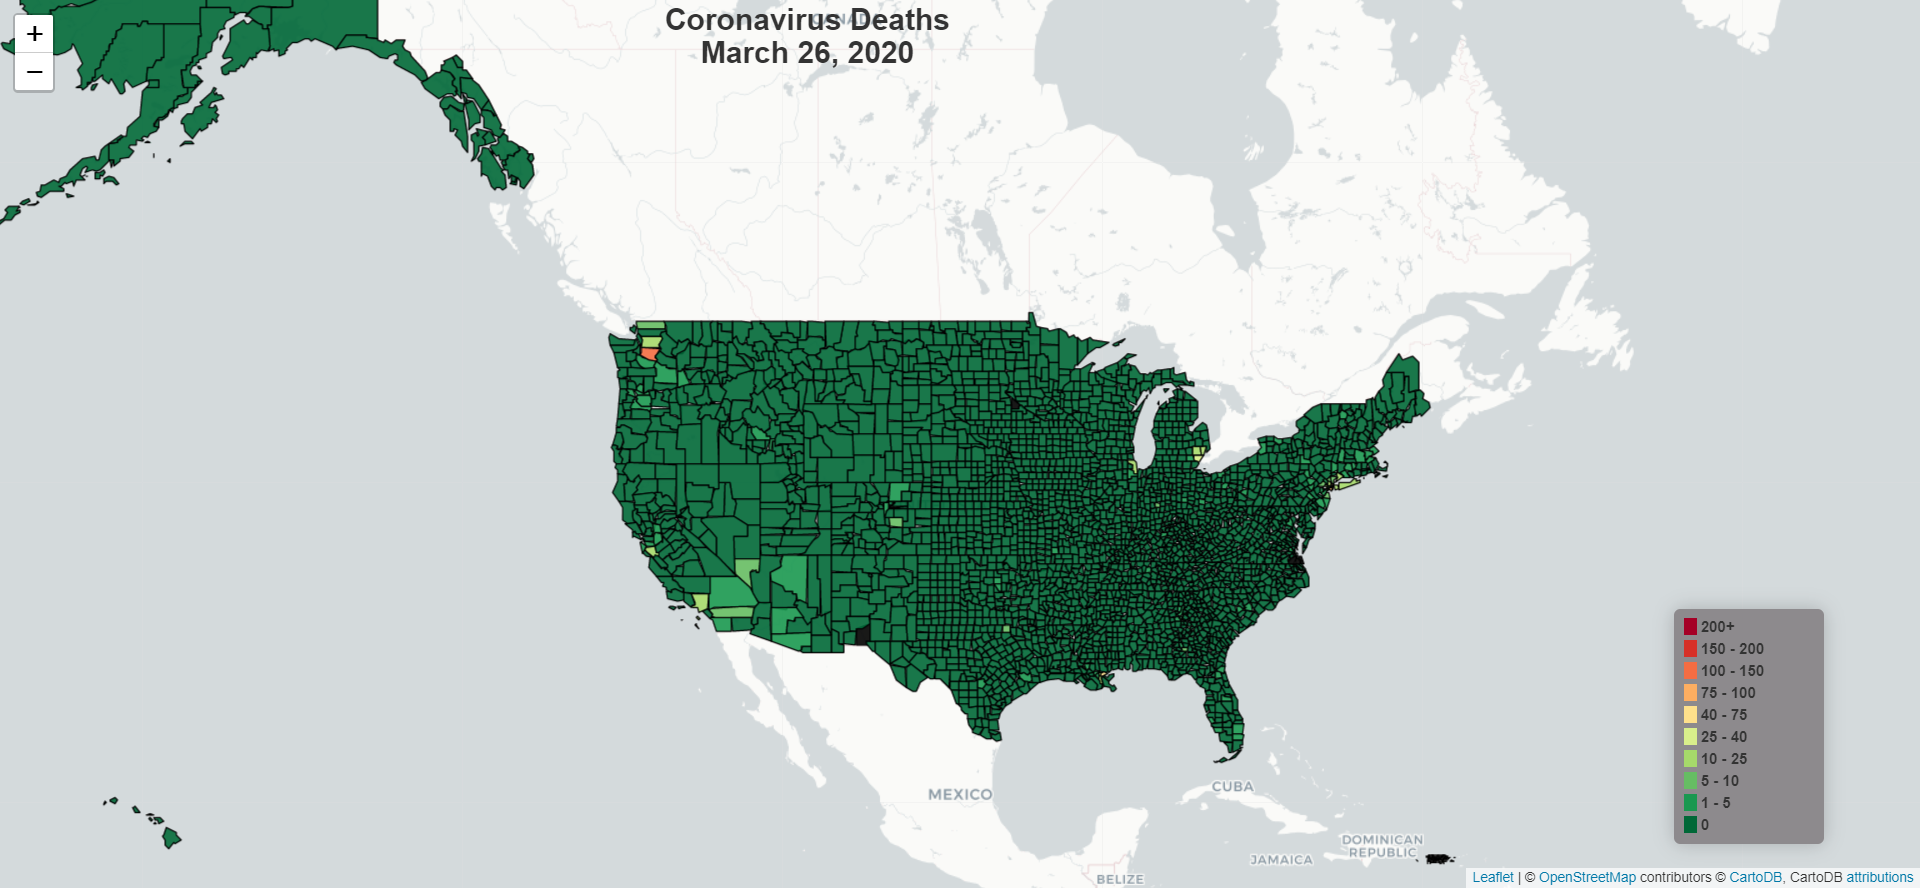 +
−
CANADA
Coronavirus Deaths
March 26, 2020
200+
150 - 200
100 - 150
75 - 100
40 - 75
25 - 40
10 - 25
5 - 10
1 - 5
0
MEXICO
CUBA
DOMINICAN
REPUBLIC
JAMAICA
BELIZE
Leaflet | © OpenStreetMap contributors © CartoDB, CartoDB attributions